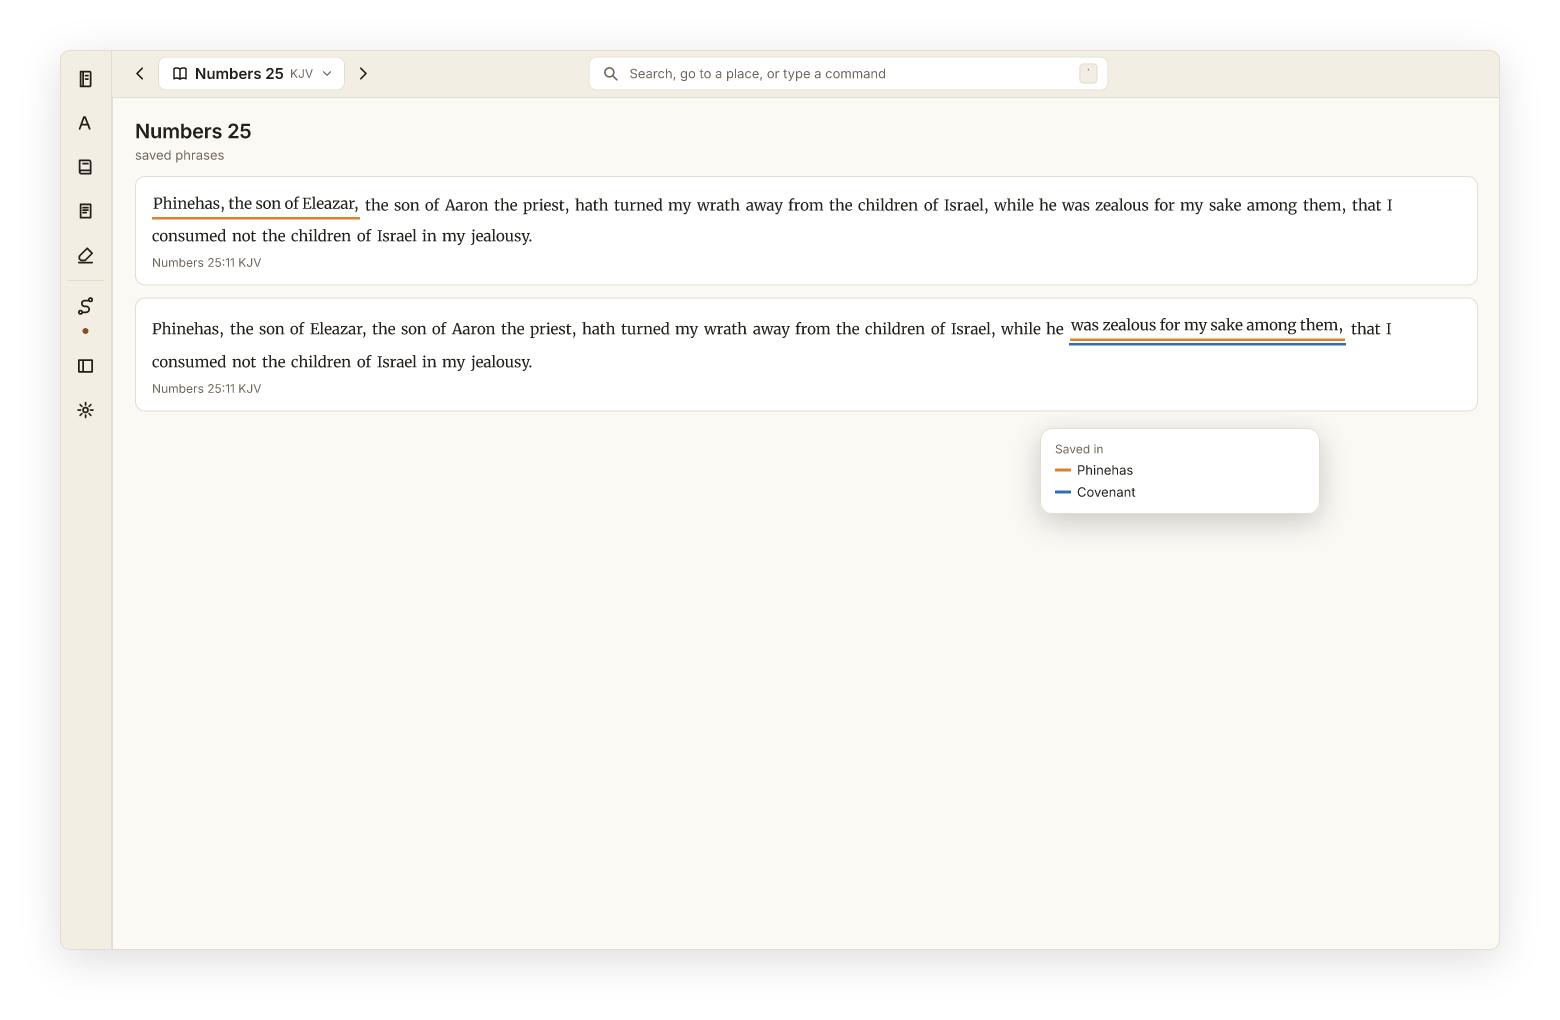 Numbers 25 KJV
Search, go to a place, or type a command
Numbers 25
saved phrases
Phinehas, the son of Eleazar, the son of Aaron the priest, hath turned my wrath away from the children of Israel, while he was zealous for my sake among them, that I
consumed not the children of Israel in my jealousy.
Numbers 25:11 KJV
Phinehas, the son of Eleazar, the son of Aaron the priest, hath turned my wrath away from the children of Israel, while he was zealous for my sake among them, that I
consumed not the children of Israel in my jealousy.
Numbers 25:11 KJV
Saved in
Phinehas
Covenant